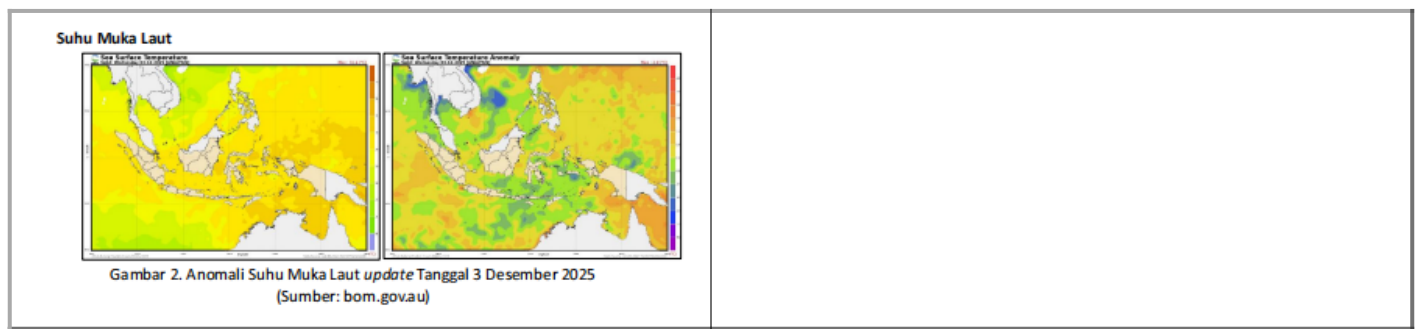 Suhu Muka Laut
Sea Surface Temperature
Sea Surface Temperature Anomaly
Gambar 2. Anomali Suhu Muka Laut update Tanggal 3 Desember 2025
(Sumber: bom.gov.au)